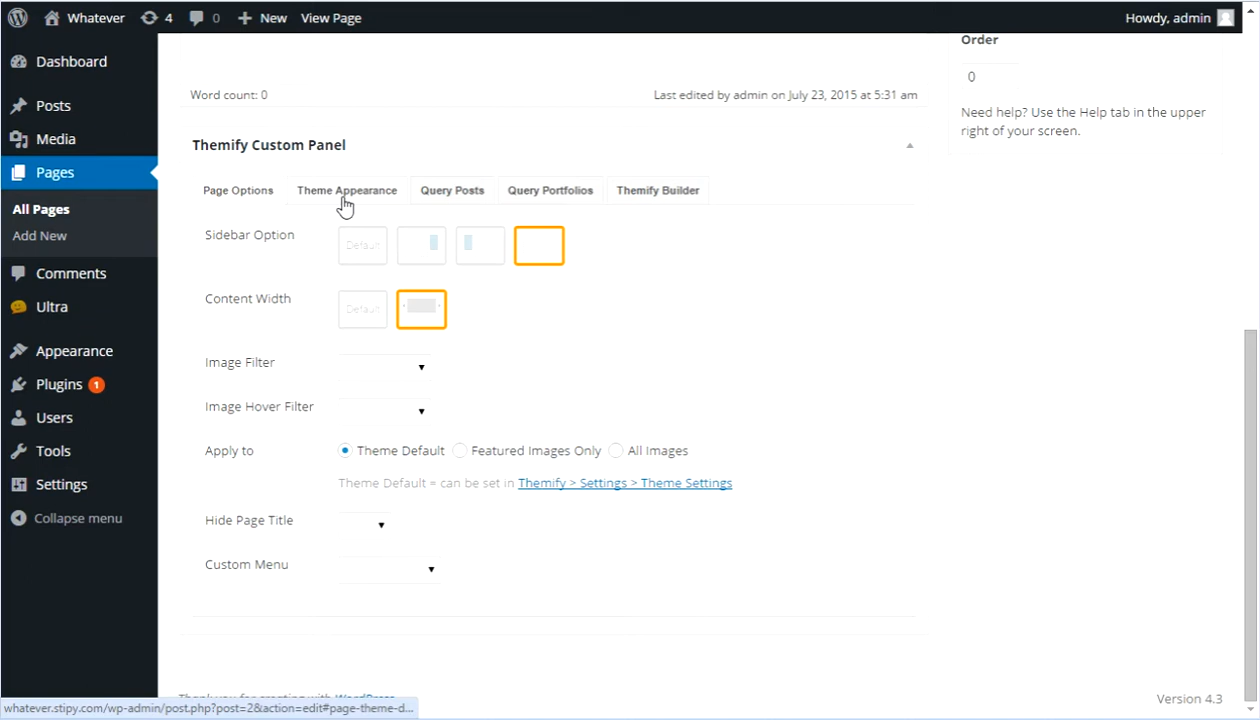 Whatever 4 0 New View Page Howdy, admin
Dashboard
Posts
Media
Pages
All Pages
Add New
Comments
Ultra
Appearance
Plugins 1
Users
Tools
Settings
Collapse menu
Order
0
Need help? Use the Help tab in the upper
right of your screen.
Word count: 0 Last edited by admin on July 23, 2015 at 5:31 am
Themify Custom Panel
Page Options Theme Appearance Query Posts Query Portfolios Themify Builder
Sidebar Option Default
Content Width Default
Image Filter
Image Hover Filter
Apply to Theme Default Featured Images Only All Images
Theme Default = can be set in Themify > Settings > Theme Settings
Hide Page Title
Custom Menu
Thank you for creating with WordPress
Version 4.3
whatever.stipy.com/wp-admin/post.php?post=2&action=edit#page-theme-d...